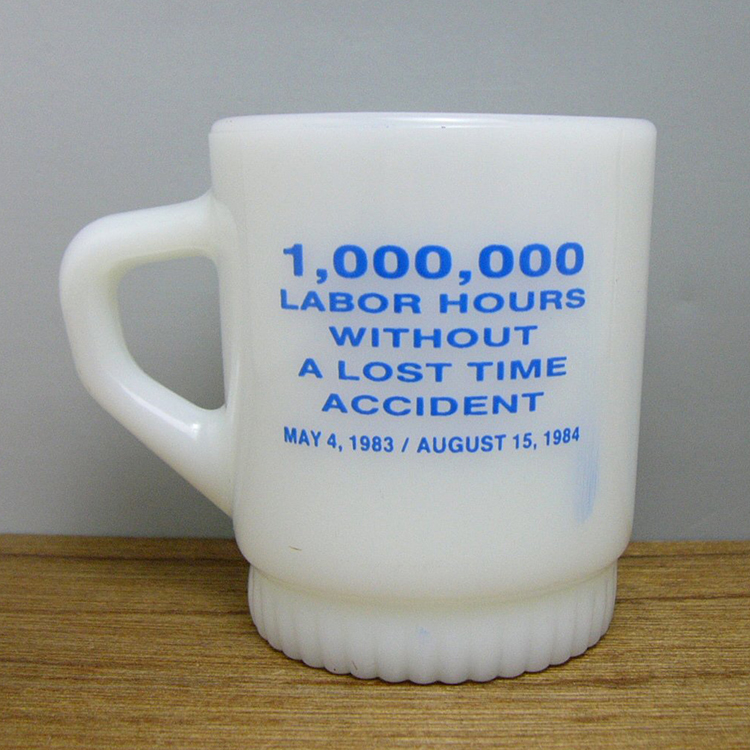 1,000,000
LABOR HOURS
WITHOUT
A LOST TIME
ACCIDENT
MAY 4, 1983 / AUGUST 15, 1984